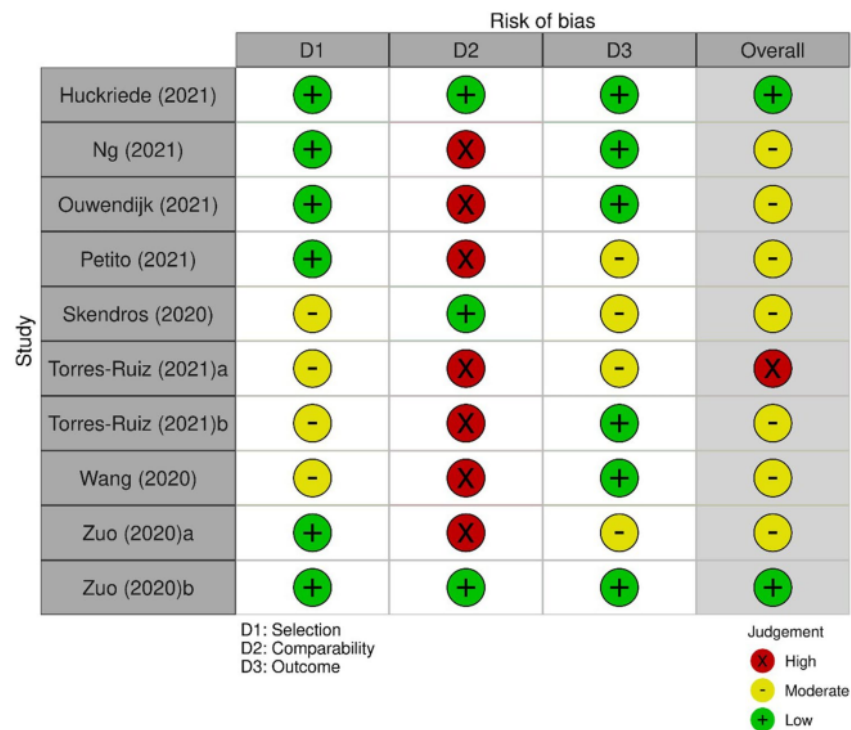 Risk of bias
D1 D2 D3 Overall
Study
Huckriede (2021) + + + +
Ng (2021) + X + -
Ouwendijk (2021) + X + -
Petito (2021) + X - -
Skendros (2020) - + - -
Torres-Ruiz (2021)a - X - X
Torres-Ruiz (2021)b - X + -
Wang (2020) - X + -
Zuo (2020)a + X - -
Zuo (2020)b + + + +
D1: Selection
D2: Comparability
D3: Outcome
Judgement
X High
- Moderate
+ Low